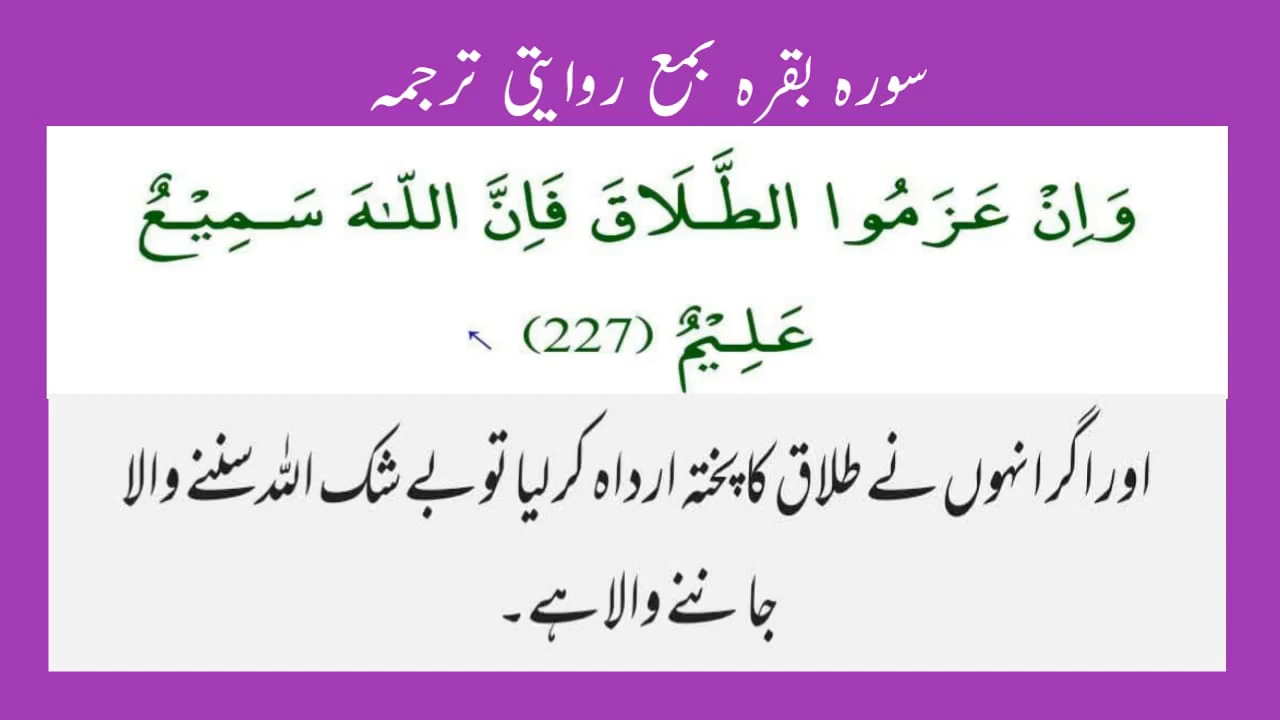 سورہ بقرہ بمع روایتی ترجمہ
وَاِنْ عَزَمُوا الطَّلَاقَ فَاِنَّ اللّٰهَ سَمِيْعٌ
عَلِيْمٌ (227)
اور اگر انہوں نے طلاق کا پختہ ارداہ کر لیا تو بے شک اللہ سننے والا
جاننے والا ہے۔